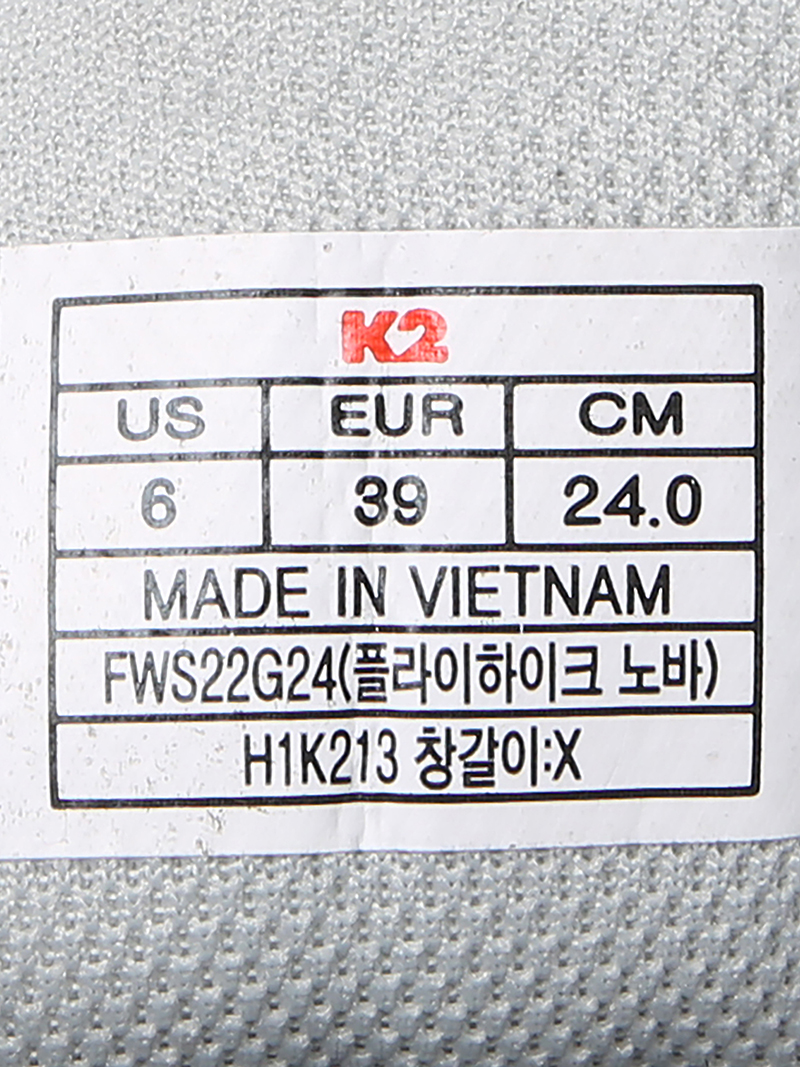 K2
US EUR CM
6 39 24.0
MADE IN VIETNAM
FWS22G24(플라이하이크 노바)
H1K213 창갈이:X